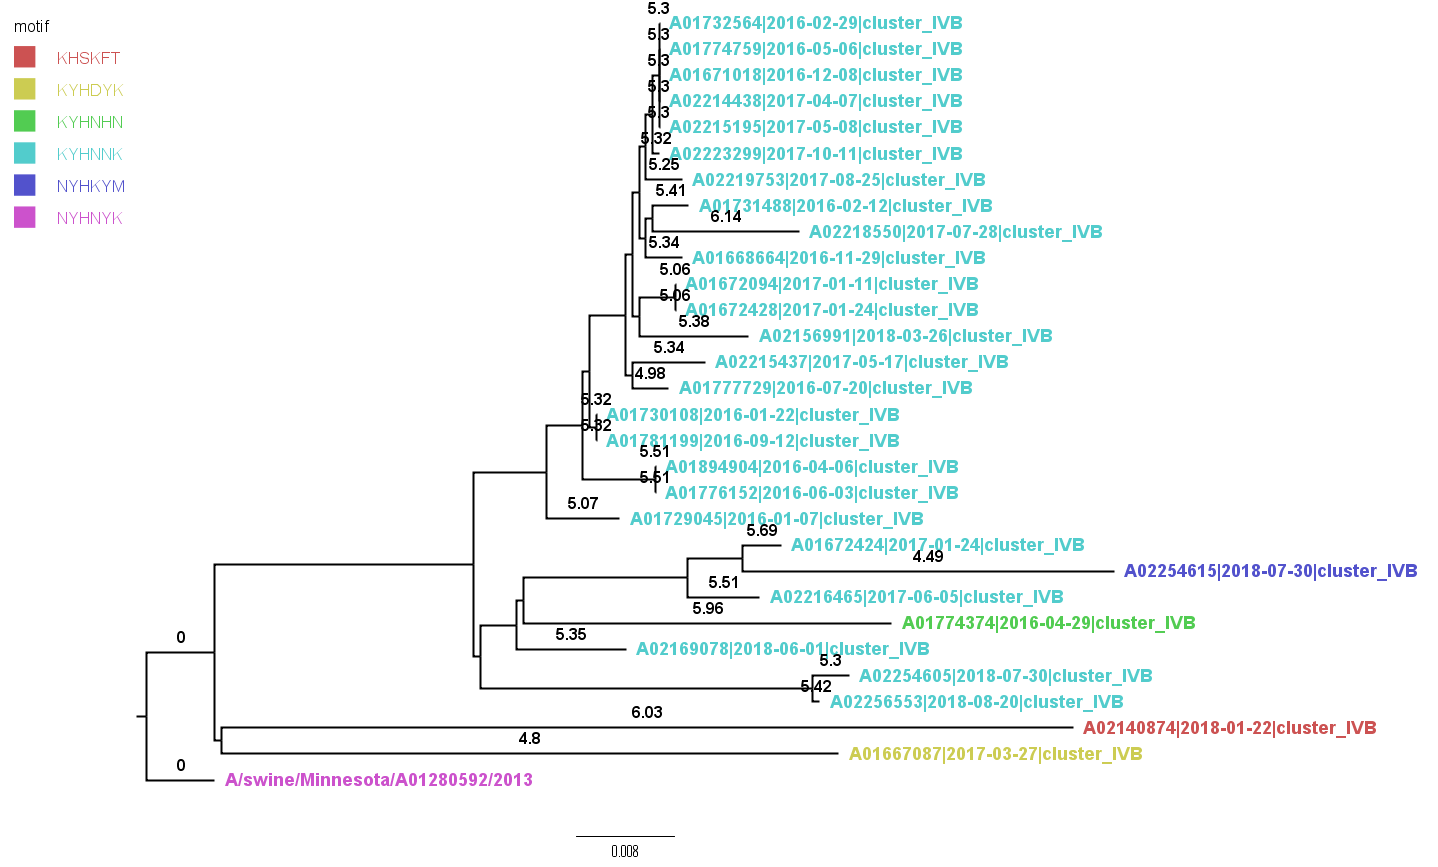 motif
KHSKFT
KYHDYK
KYHNHN
KYHNNK
NYHKYM
NYHNYK
5.3
A01732564|2016-02-29|cluster_IVB
5.3
A01774759|2016-05-06|cluster_IVB
5.3
A01671018|2016-12-08|cluster_IVB
5.3
A02214438|2017-04-07|cluster_IVB
5.3
A02215195|2017-05-08|cluster_IVB
5.32
A02223299|2017-10-11|cluster_IVB
5.25
A02219753|2017-08-25|cluster_IVB
5.41
A01731488|2016-02-12|cluster_IVB
6.14
A02218550|2017-07-28|cluster_IVB
5.34
A01668664|2016-11-29|cluster_IVB
5.06
A01672094|2017-01-11|cluster_IVB
5.06
A01672428|2017-01-24|cluster_IVB
5.38
A02156991|2018-03-26|cluster_IVB
5.34
A02215437|2017-05-17|cluster_IVB
4.98
A01777729|2016-07-20|cluster_IVB
5.32
A01730108|2016-01-22|cluster_IVB
5.32
A01781199|2016-09-12|cluster_IVB
5.51
A01894904|2016-04-06|cluster_IVB
5.51
A01776152|2016-06-03|cluster_IVB
5.07
A01729045|2016-01-07|cluster_IVB
5.69
A01672424|2017-01-24|cluster_IVB
4.49
A02254615|2018-07-30|cluster_IVB
5.51
A02216465|2017-06-05|cluster_IVB
5.96
A01774374|2016-04-29|cluster_IVB
5.35
A02169078|2018-06-01|cluster_IVB
5.3
A02254605|2018-07-30|cluster_IVB
5.42
A02256553|2018-08-20|cluster_IVB
0
6.03
A02140874|2018-01-22|cluster_IVB
4.8
A01667087|2017-03-27|cluster_IVB
0
A/swine/Minnesota/A01280592/2013
0.008